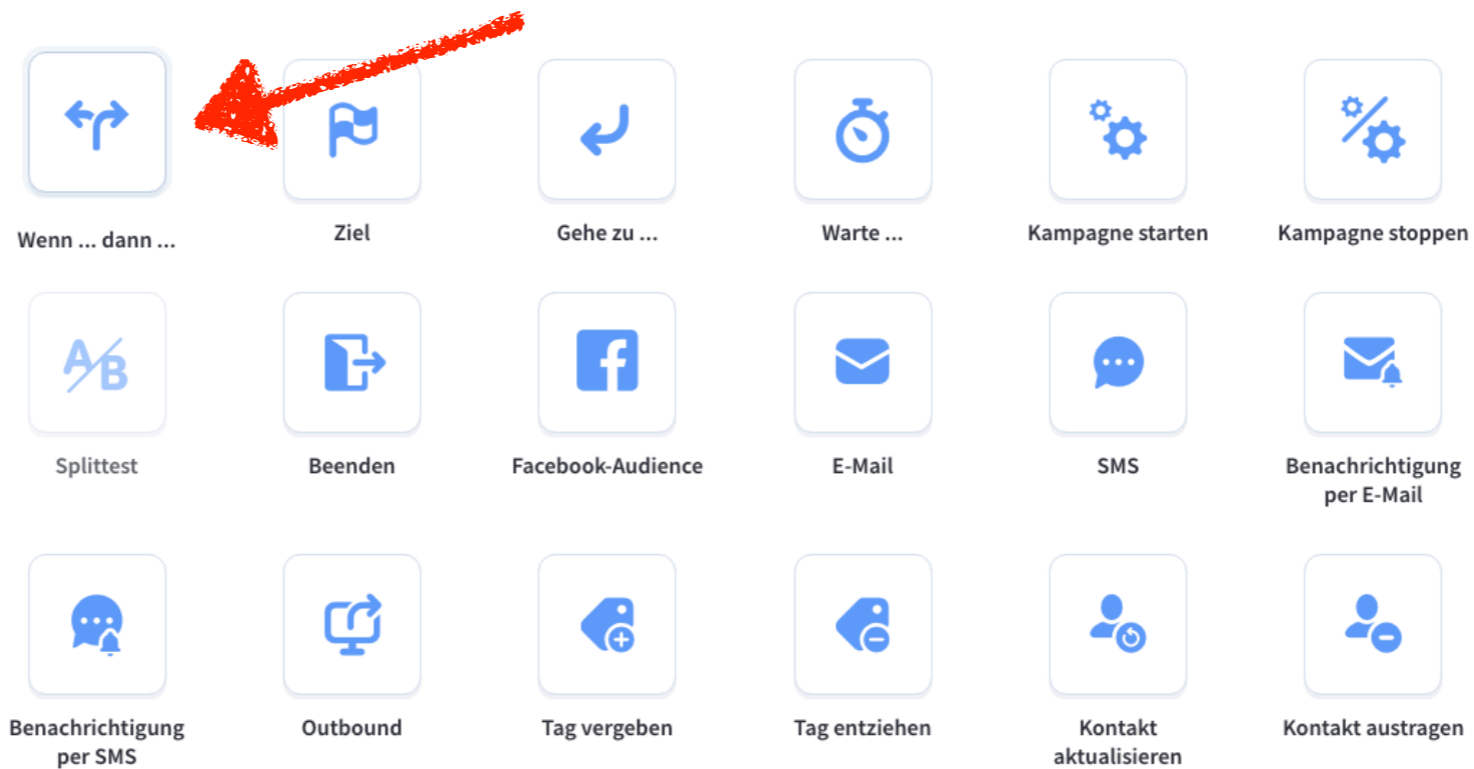 Wenn ... dann ...
Ziel
Gehe zu ...
Warte ...
Kampagne starten
Kampagne stoppen
A/B
Splittest
Beenden
Facebook-Audience
E-Mail
SMS
Benachrichtigung
per E-Mail
Benachrichtigung
per SMS
Outbound
Tag vergeben
Tag entziehen
Kontakt
aktualisieren
Kontakt austragen